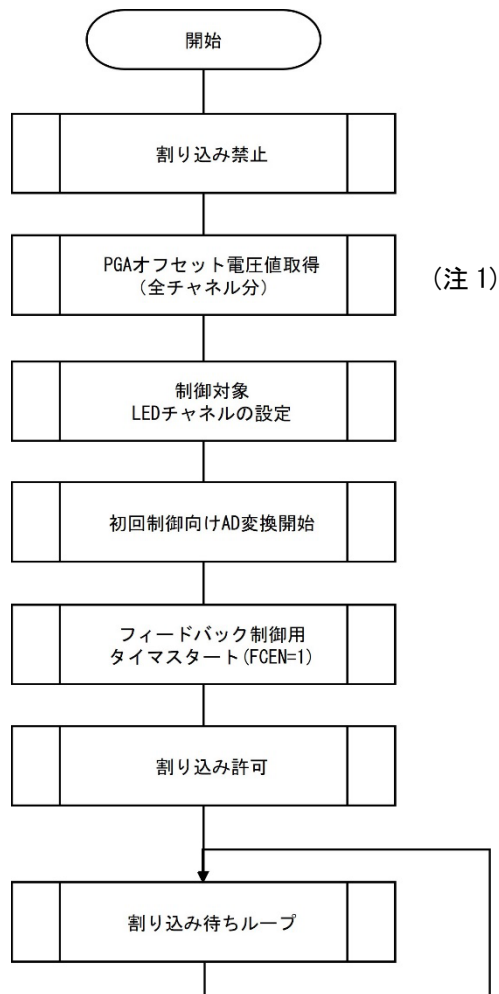 開始
割り込み禁止
PGAオフセット電圧値取得
(全チャネル分)
(注 1)
制御対象
LEDチャネルの設定
初回制御向けAD変換開始
フィードバック制御用
タイマスタート(FCEN=1)
割り込み許可
割り込み待ちループ